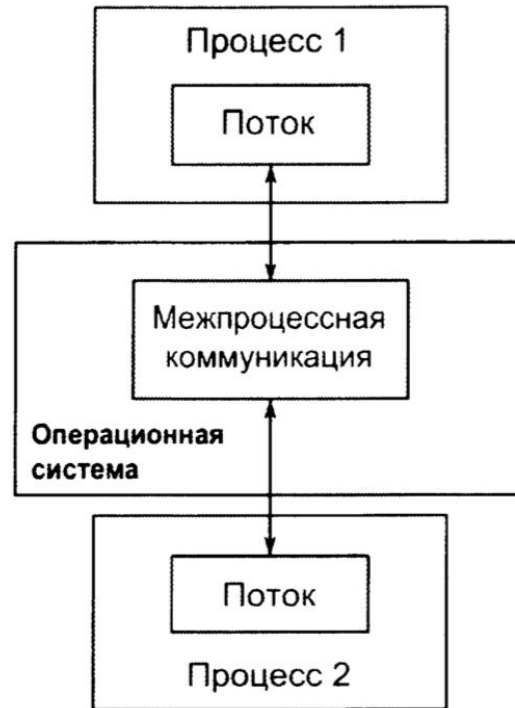 Процесс 1
Поток
Межпроцессная
коммуникация
Операционная
система
Поток
Процесс 2